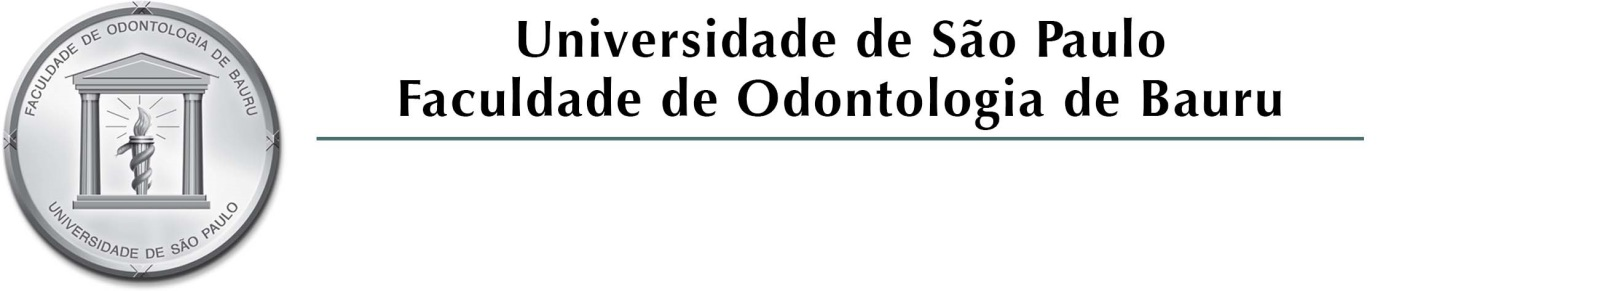 FACULDADE DE ODONTOLOGIA DE BAURU
UNIVERSIDADE DE SÃO PAULO
Universidade de São Paulo
Faculdade de Odontologia de Bauru